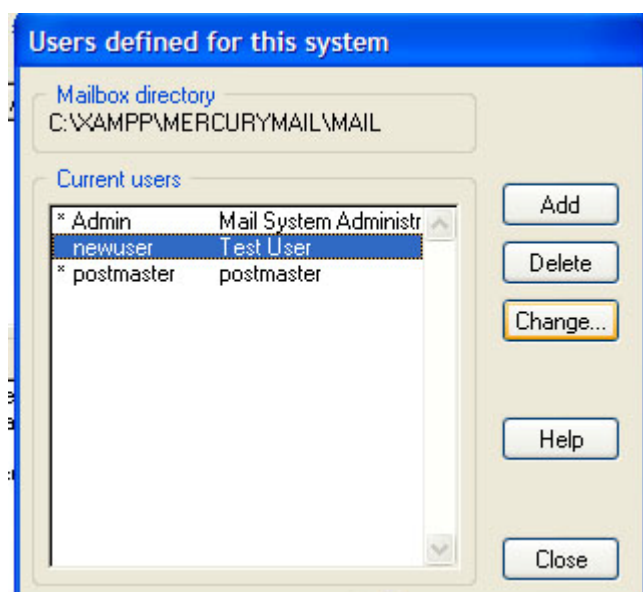 Users defined for this system
Mailbox directory
C:\XAMPP\MERCURYMAIL\MAIL
Current users
* Admin Mail System Administr
newuser Test User
* postmaster postmaster
Add
Delete
Change...
Help
Close